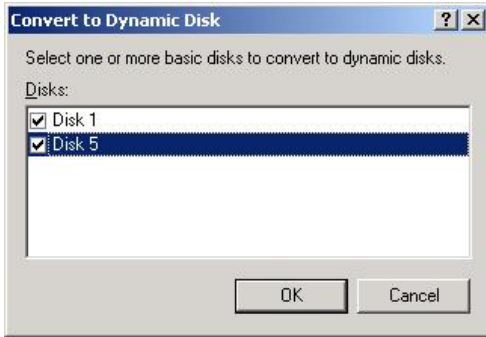 Convert to Dynamic Disk
Select one or more basic disks to convert to dynamic disks.
Disks:
Disk 1
Disk 5
OK
Cancel